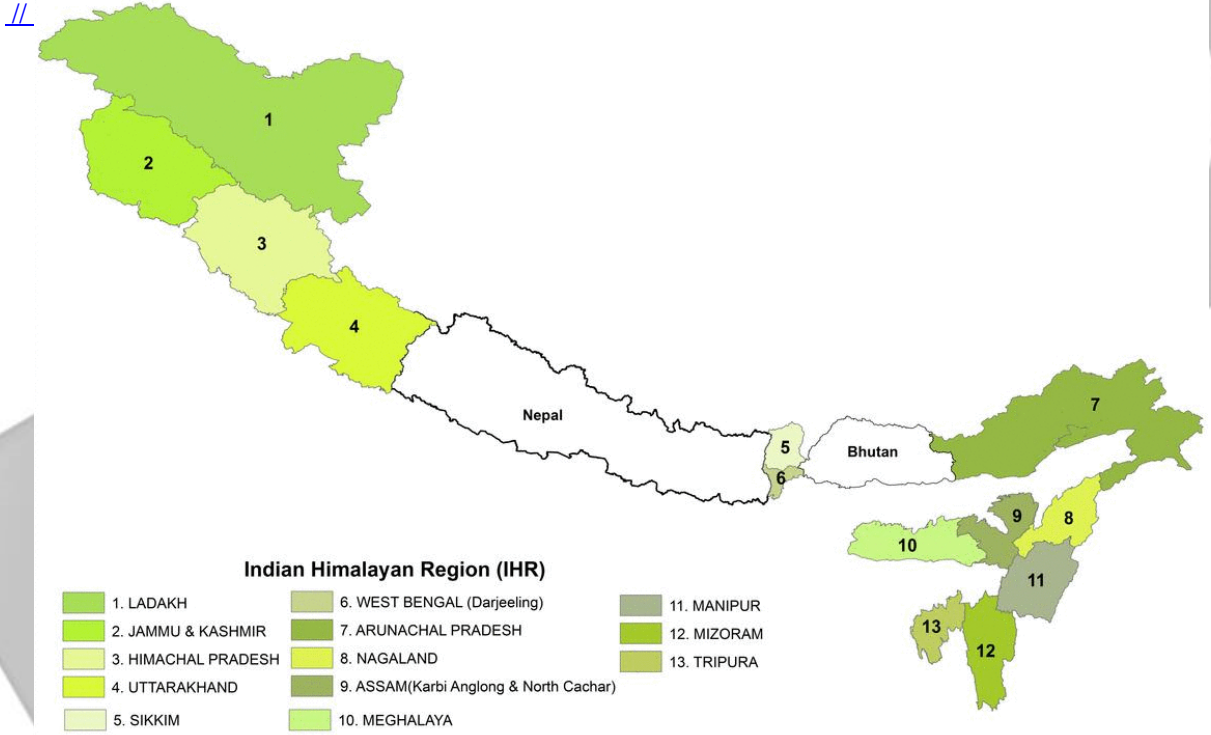 //
1
2
3
4
Nepal
5
6
Bhutan
7
8
9
10
11
12
13
Indian Himalayan Region (IHR)
1. LADAKH
2. JAMMU & KASHMIR
3. HIMACHAL PRADESH
4. UTTARAKHAND
5. SIKKIM
6. WEST BENGAL (Darjeeling)
7. ARUNACHAL PRADESH
8. NAGALAND
9. ASSAM(Karbi Anglong & North Cachar)
10. MEGHALAYA
11. MANIPUR
12. MIZORAM
13. TRIPURA